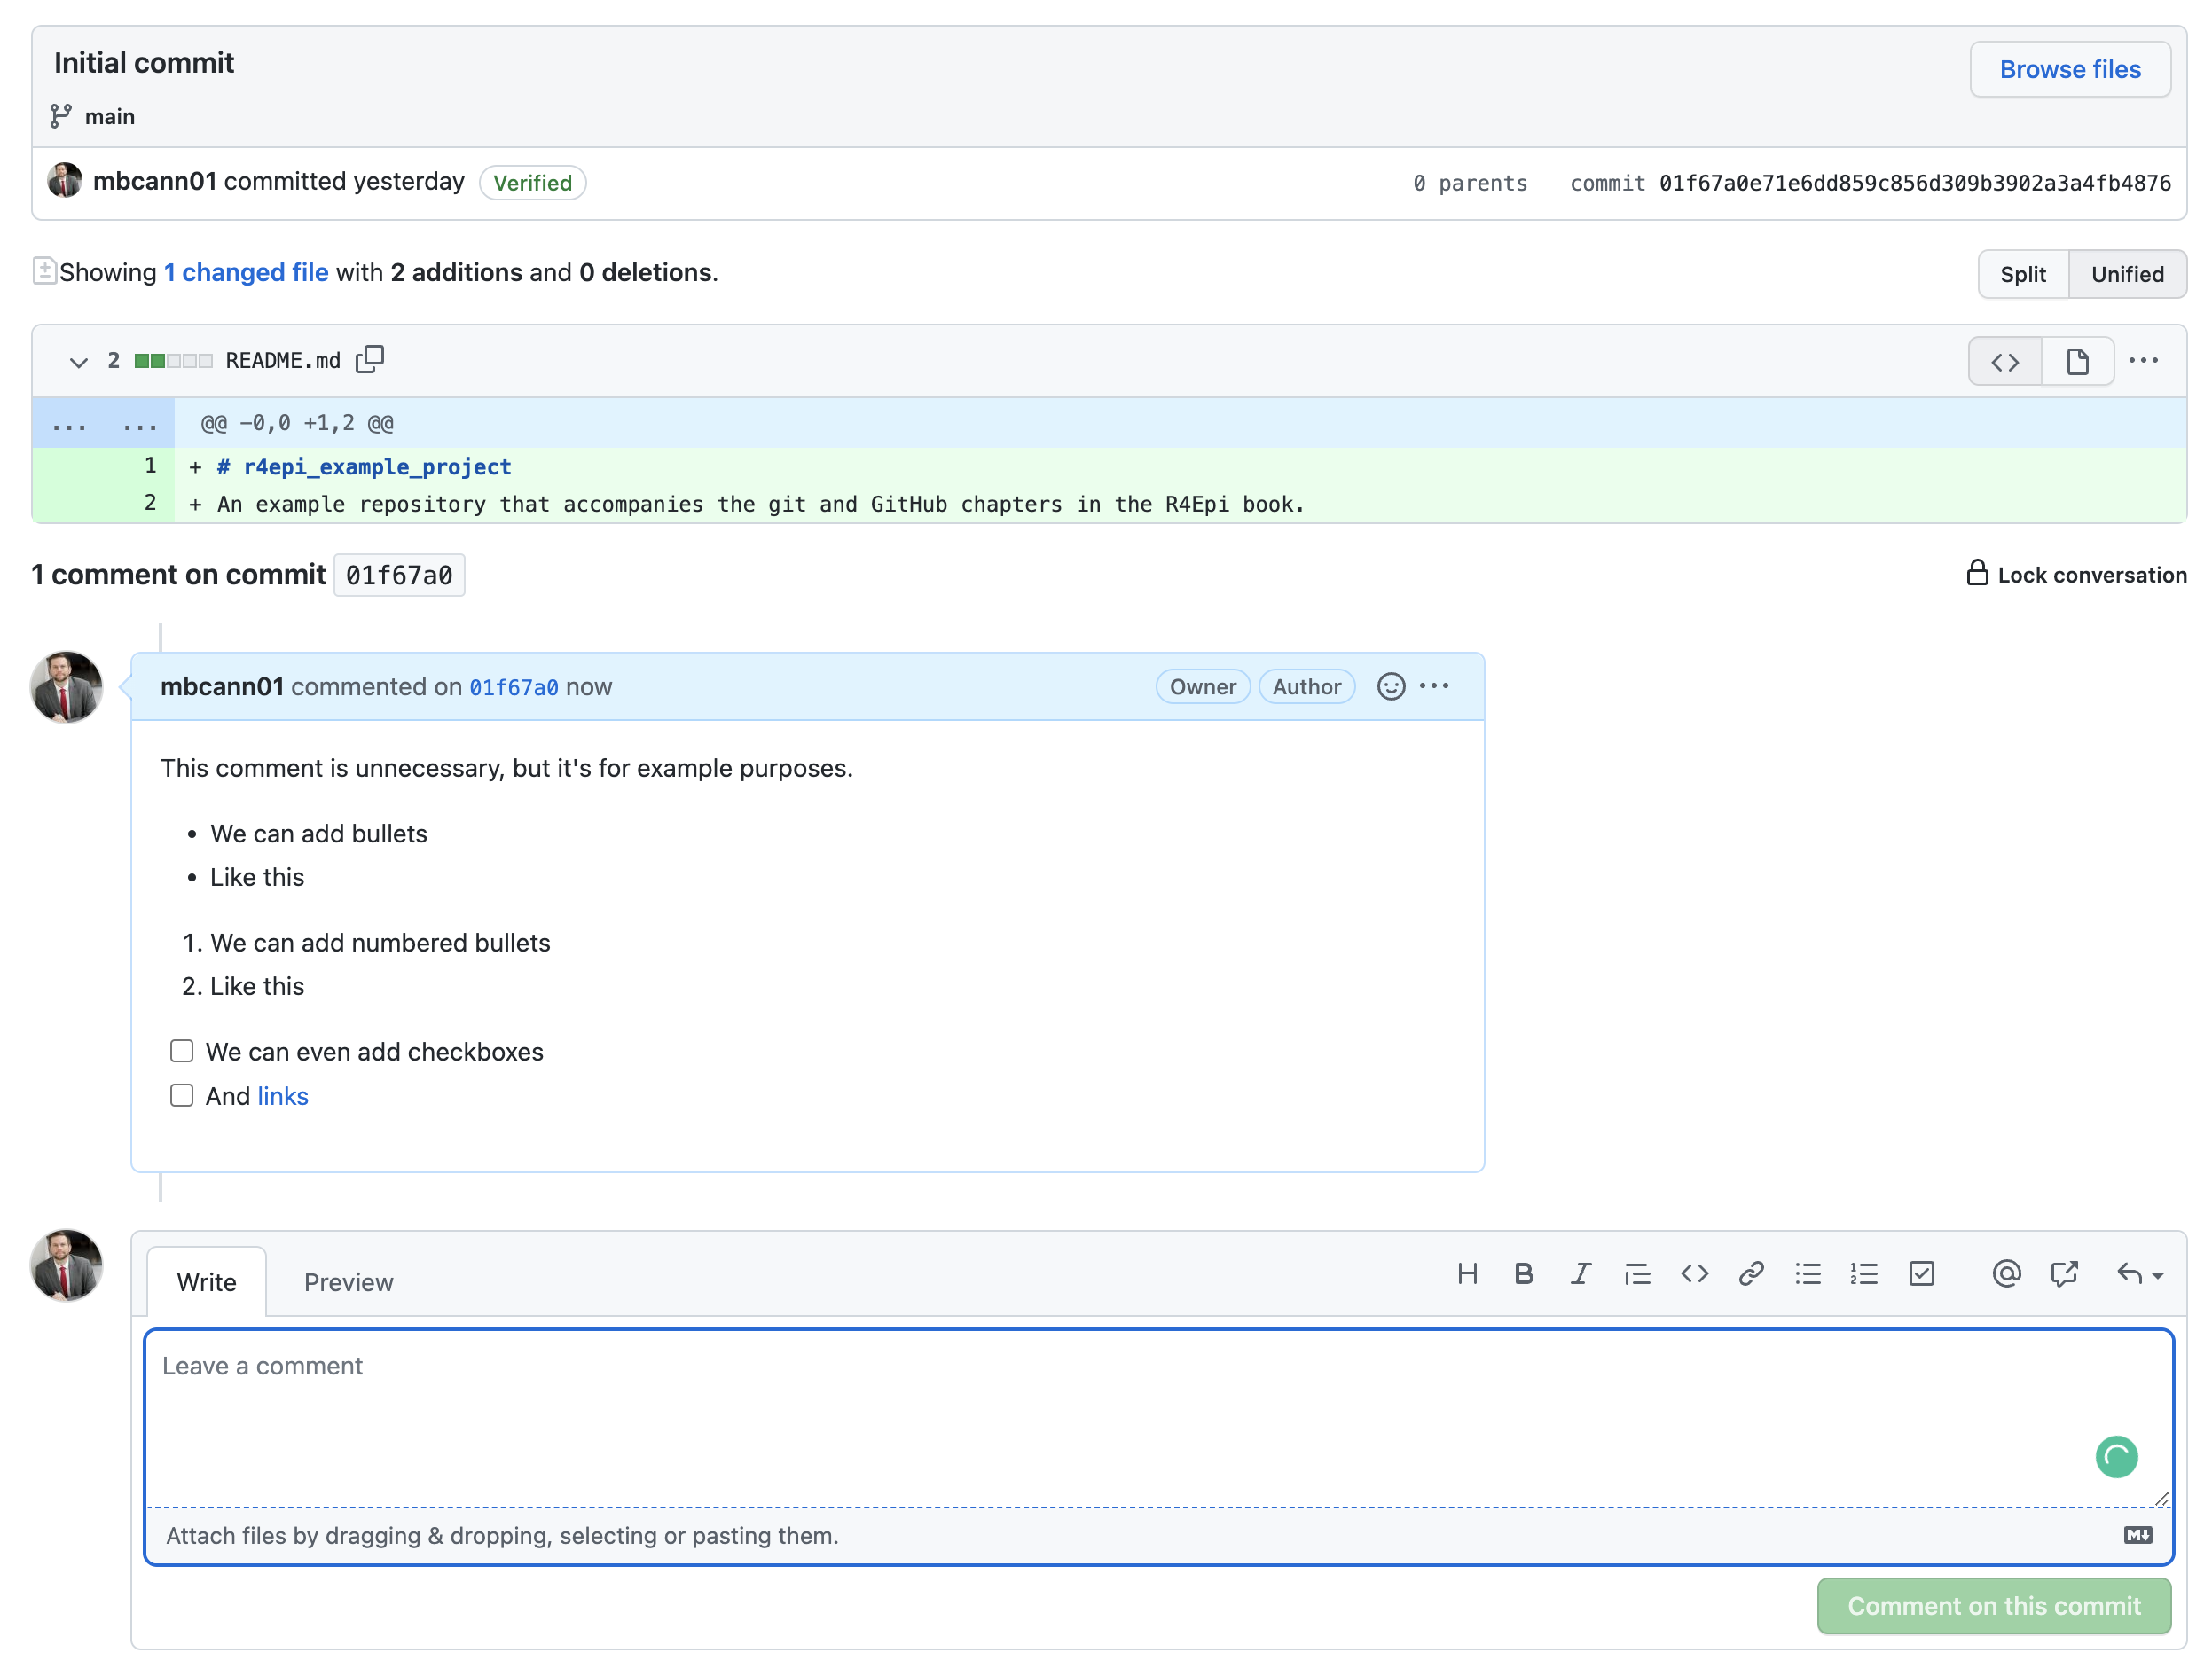 Initial commit
Browse files
main
mbcann01 committed yesterday Verified
0 parents commit 01f67a0e71e6dd859c856d309b3902a3a4fb4876
Showing 1 changed file with 2 additions and 0 deletions.
Split Unified
2 README.md
... ... @@ -0,0 +1,2 @@
1 + # r4epi_example_project
2 + An example repository that accompanies the git and GitHub chapters in the R4Epi book.
1 comment on commit 01f67a0
Lock conversation
mbcann01 commented on 01f67a0 now
Owner Author
This comment is unnecessary, but it's for example purposes.
• We can add bullets
• Like this
1. We can add numbered bullets
2. Like this
We can even add checkboxes
And links
Write Preview
Leave a comment
Attach files by dragging & dropping, selecting or pasting them.
Comment on this commit